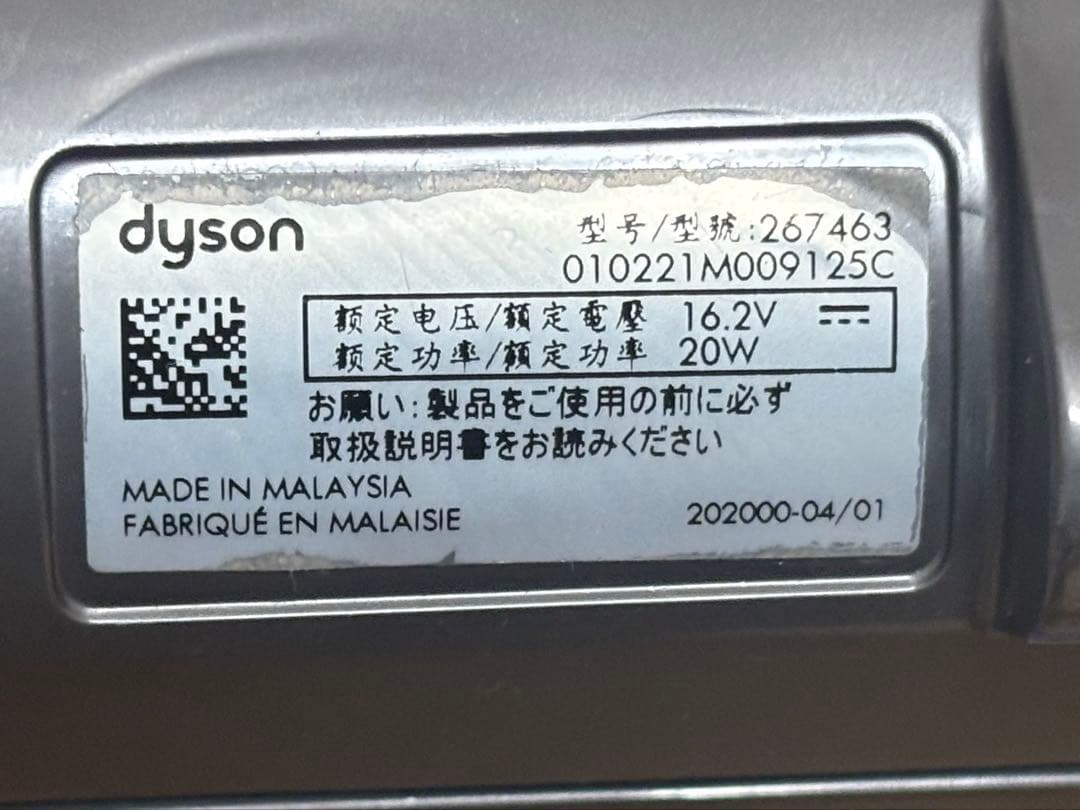 dyson
型号/型號:267463
010221M009125C
额定电压/額定電壓 16.2V
额定功率/額定功率 20W
お願い:製品をご使用の前に必ず
取扱説明書をお読みください
MADE IN MALAYSIA
FABRIQUÉ EN MALAISIE
202000-04/01